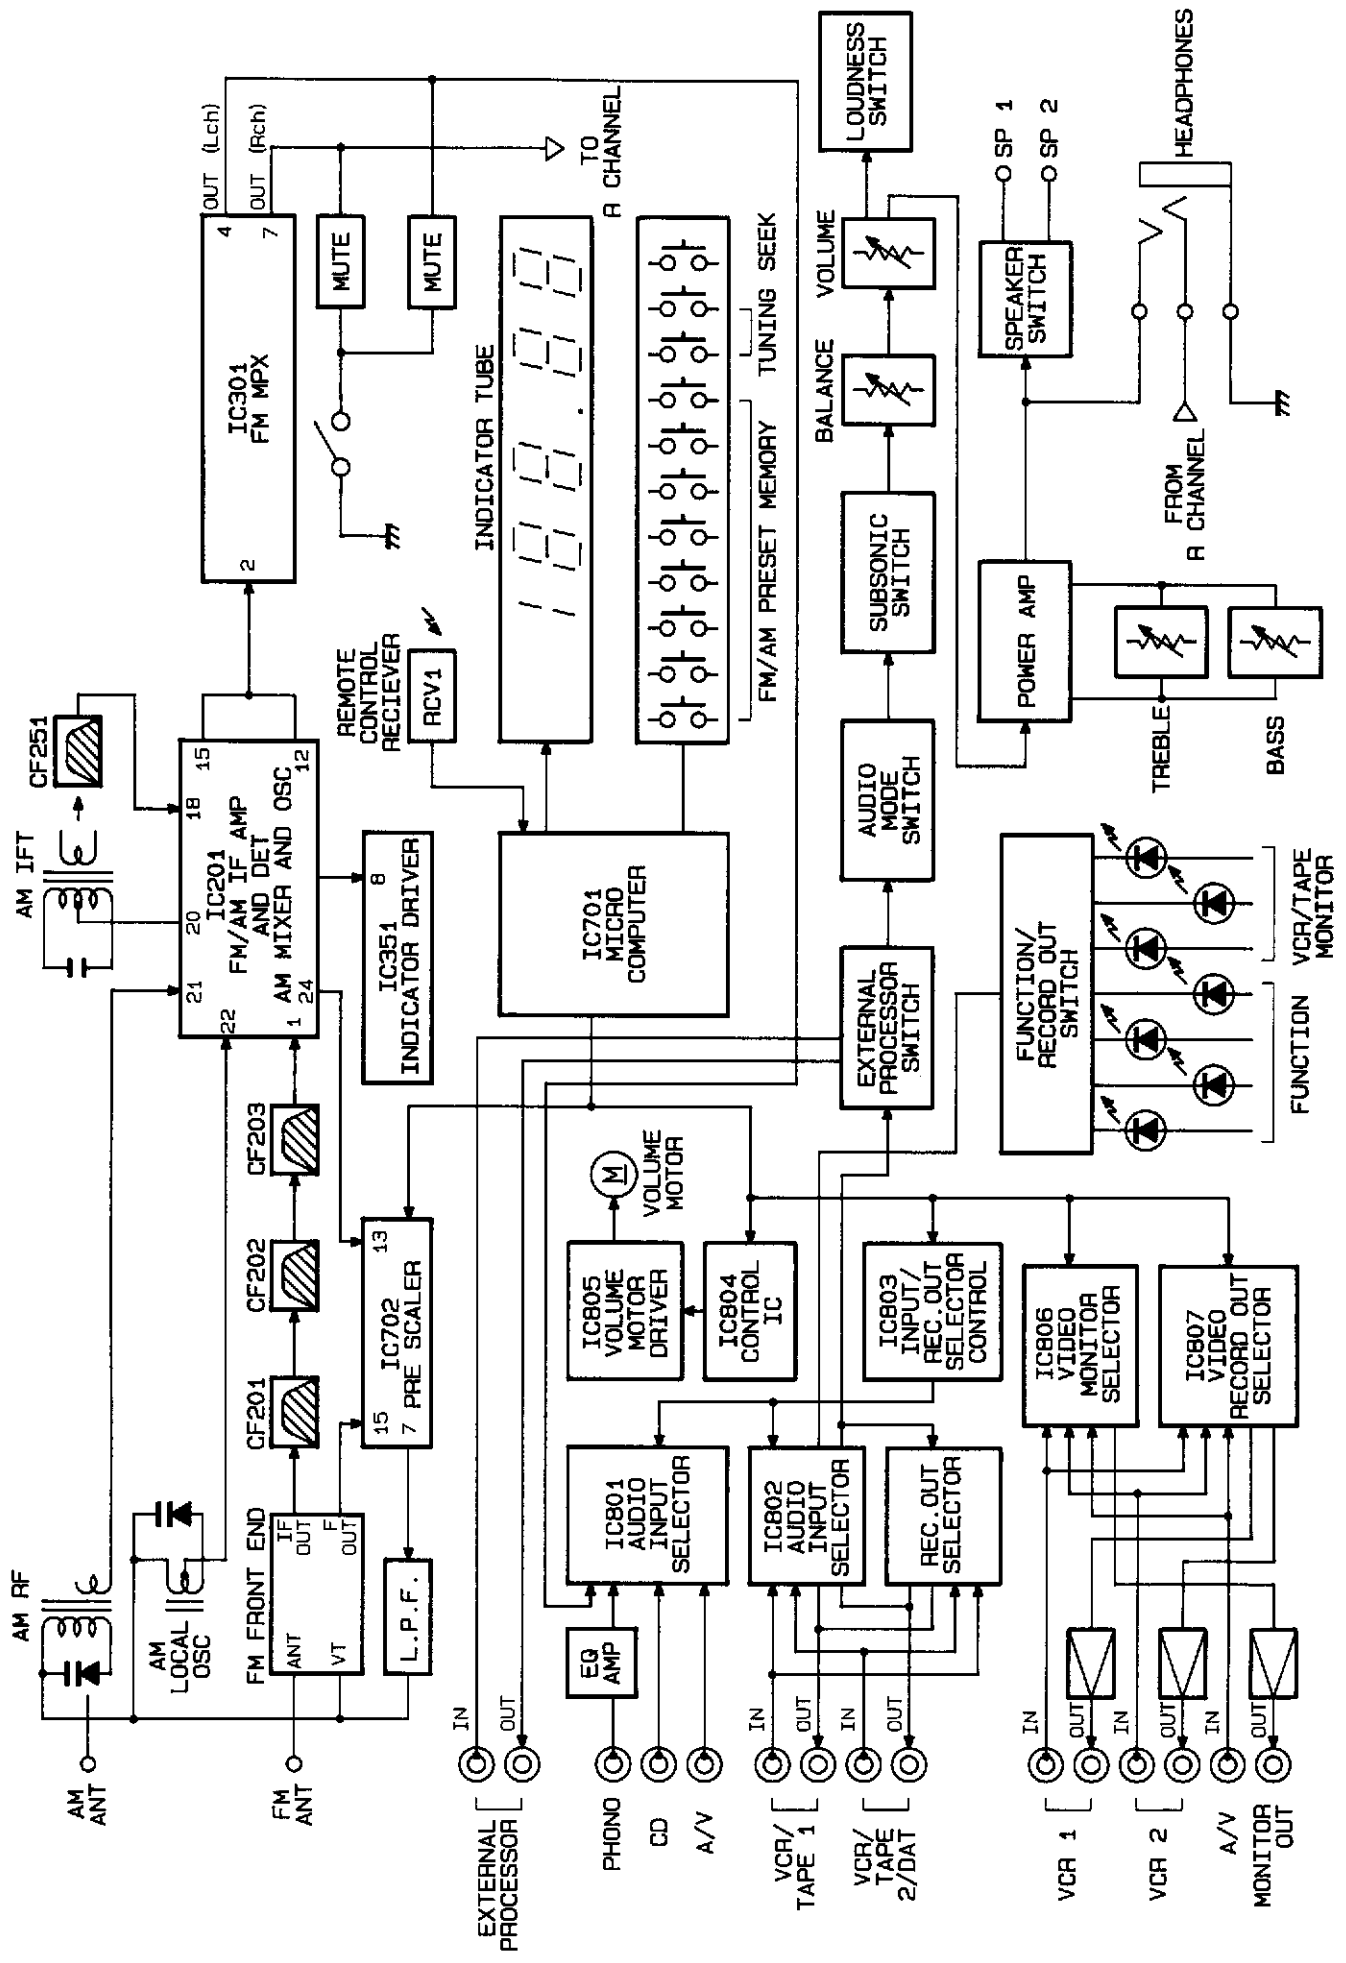 AM
ANT
AM RF
AM
LOCAL
OSC
AM IFT
CF251
FM
ANT
FM FRONT END
ANT
VT
IF
OUT
F
OUT
CF201
CF202
CF203
21
20
18
22
15
1
24
12
IC201
FM/AM IF AMP
AND DET
AM MIXER AND OSC
2
IC301
FM MPX
4
7
OUT (Lch)
OUT (Rch)
MUTE
MUTE
TO
R CHANNEL
L.P.F.
15
7
13
IC702
PRE SCALER
8
IC351
INDICATOR DRIVER
REMOTE
CONTROL
RECIEVER
RCV1
INDICATOR TUBE
IC701
MICRO
COMPUTER
FM/AM PRESET MEMORY
TUNING SEEK
EXTERNAL
PROCESSOR
IN
OUT
PHONO
CD
A/V
EQ
AMP
IC801
AUDIO
INPUT
SELECTOR
IC805
VOLUME
MOTOR
DRIVER
M
VOLUME
MOTOR
IC804
CONTROL
IC
VCR/
TAPE 1
IN
OUT
VCR/
TAPE
2/DAT
IN
OUT
IC802
AUDIO
INPUT
SELECTOR
REC.OUT
SELECTOR
IC803
INPUT/
REC.OUT
SELECTOR
CONTROL
EXTERNAL
PROCESSOR
SWITCH
AUDIO
MODE
SWITCH
SUBSONIC
SWITCH
BALANCE
VOLUME
LOUDNESS
SWITCH
POWER AMP
TREBLE
BASS
SPEAKER
SWITCH
SP 1
SP 2
FROM
R CHANNEL
HEADPHONES
VCR 1
IN
OUT
VCR 2
IN
OUT
A/V
IN
MONITOR
OUT
OUT
IC806
VIDEO
MONITOR
SELECTOR
IC807
VIDEO
RECORD OUT
SELECTOR
FUNCTION/
RECORD OUT
SWITCH
FUNCTION
VCR/TAPE
MONITOR